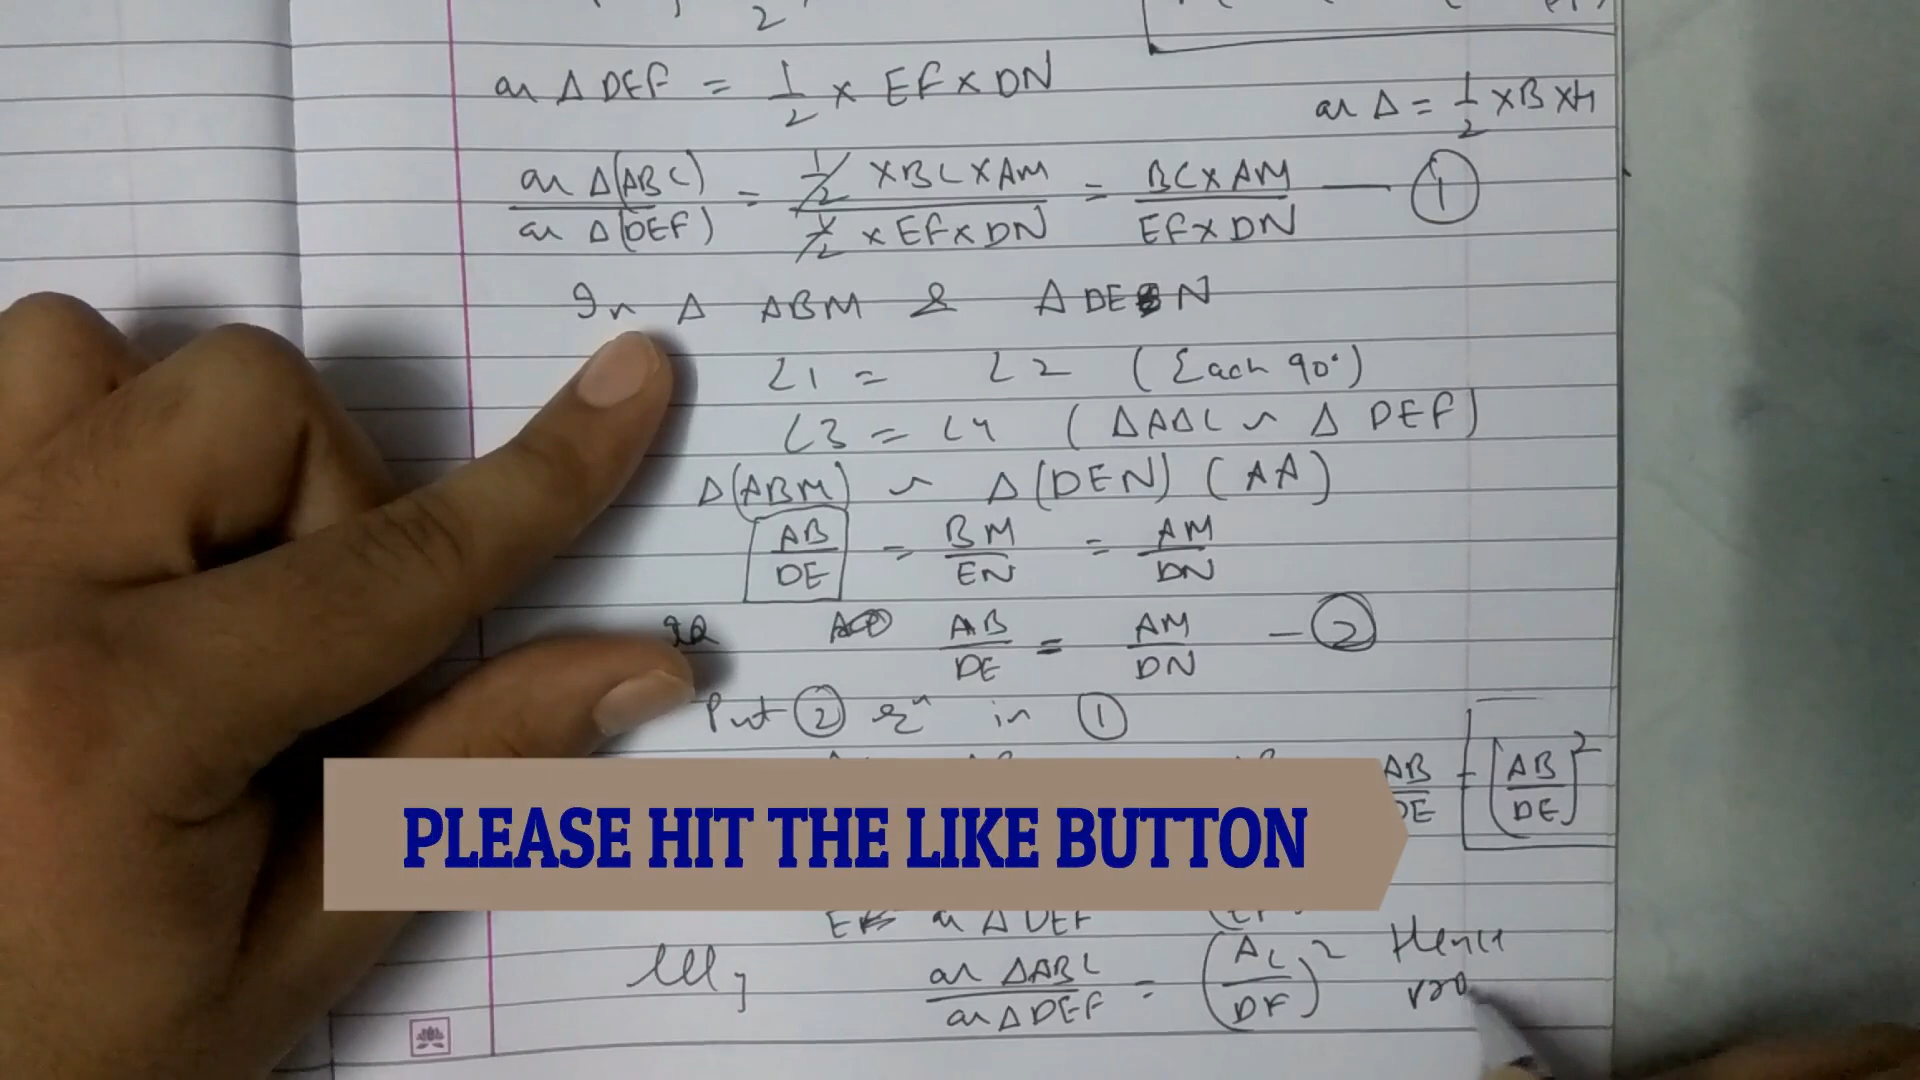 2
ar Δ DEF = 1/2 × EF × DN
ar Δ = 1/2 × B × H
ar Δ(ABC) / ar Δ(DEF) = 1/2 × BC × AM / 1/2 × EF × DN = BC × AM / EF × DN — ①
In Δ ABM & Δ DEN
∠1 = ∠2 (Each 90°)
∠3 = ∠4 (ΔABC ~ Δ DEF)
Δ(ABM) ~ Δ(DEN) (AA)
AB/DE = BM/EN = AM/DN
AB/DE = AM/DN — ②
Put ② in ①
AB/DE = (AB/DE)²
PLEASE HIT THE LIKE BUTTON
ar Δ DEF
lly
ar ΔABC / ar ΔDEF = (AC/DF)² Hence